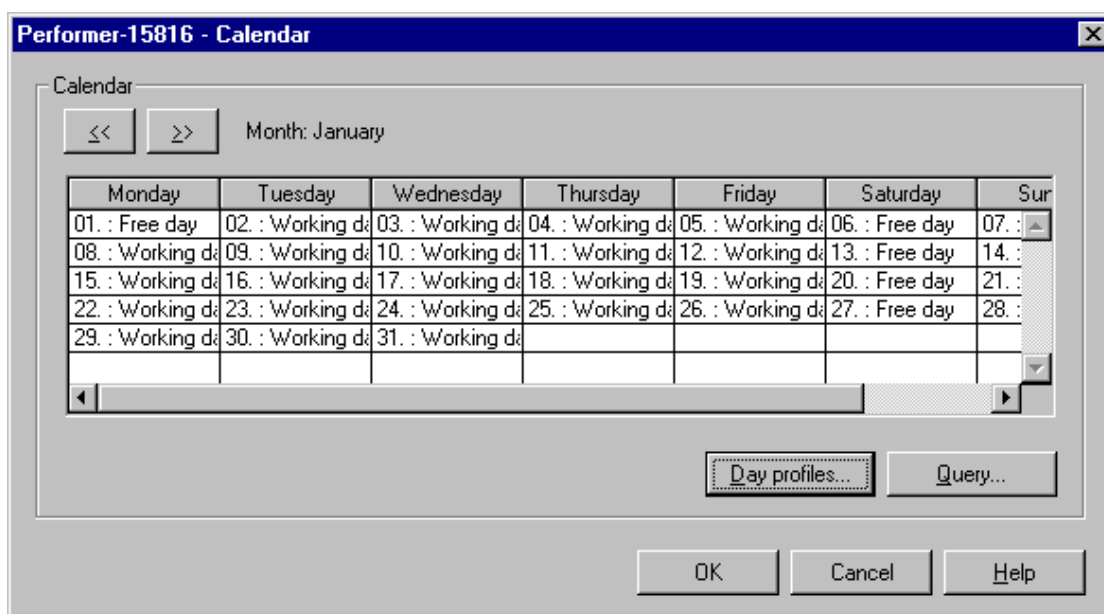 Performer-15816 - Calendar
Calendar
<< >> Month: January
Monday Tuesday Wednesday Thursday Friday Saturday Sun
01. : Free day 02. : Working da 03. : Working da 04. : Working da 05. : Working da 06. : Free day 07. :
08. : Working da 09. : Working da 10. : Working da 11. : Working da 12. : Working da 13. : Free day 14. :
15. : Working da 16. : Working da 17. : Working da 18. : Working da 19. : Working da 20. : Free day 21. :
22. : Working da 23. : Working da 24. : Working da 25. : Working da 26. : Working da 27. : Free day 28. :
29. : Working da 30. : Working da 31. : Working da
Day profiles... Query...
OK Cancel Help